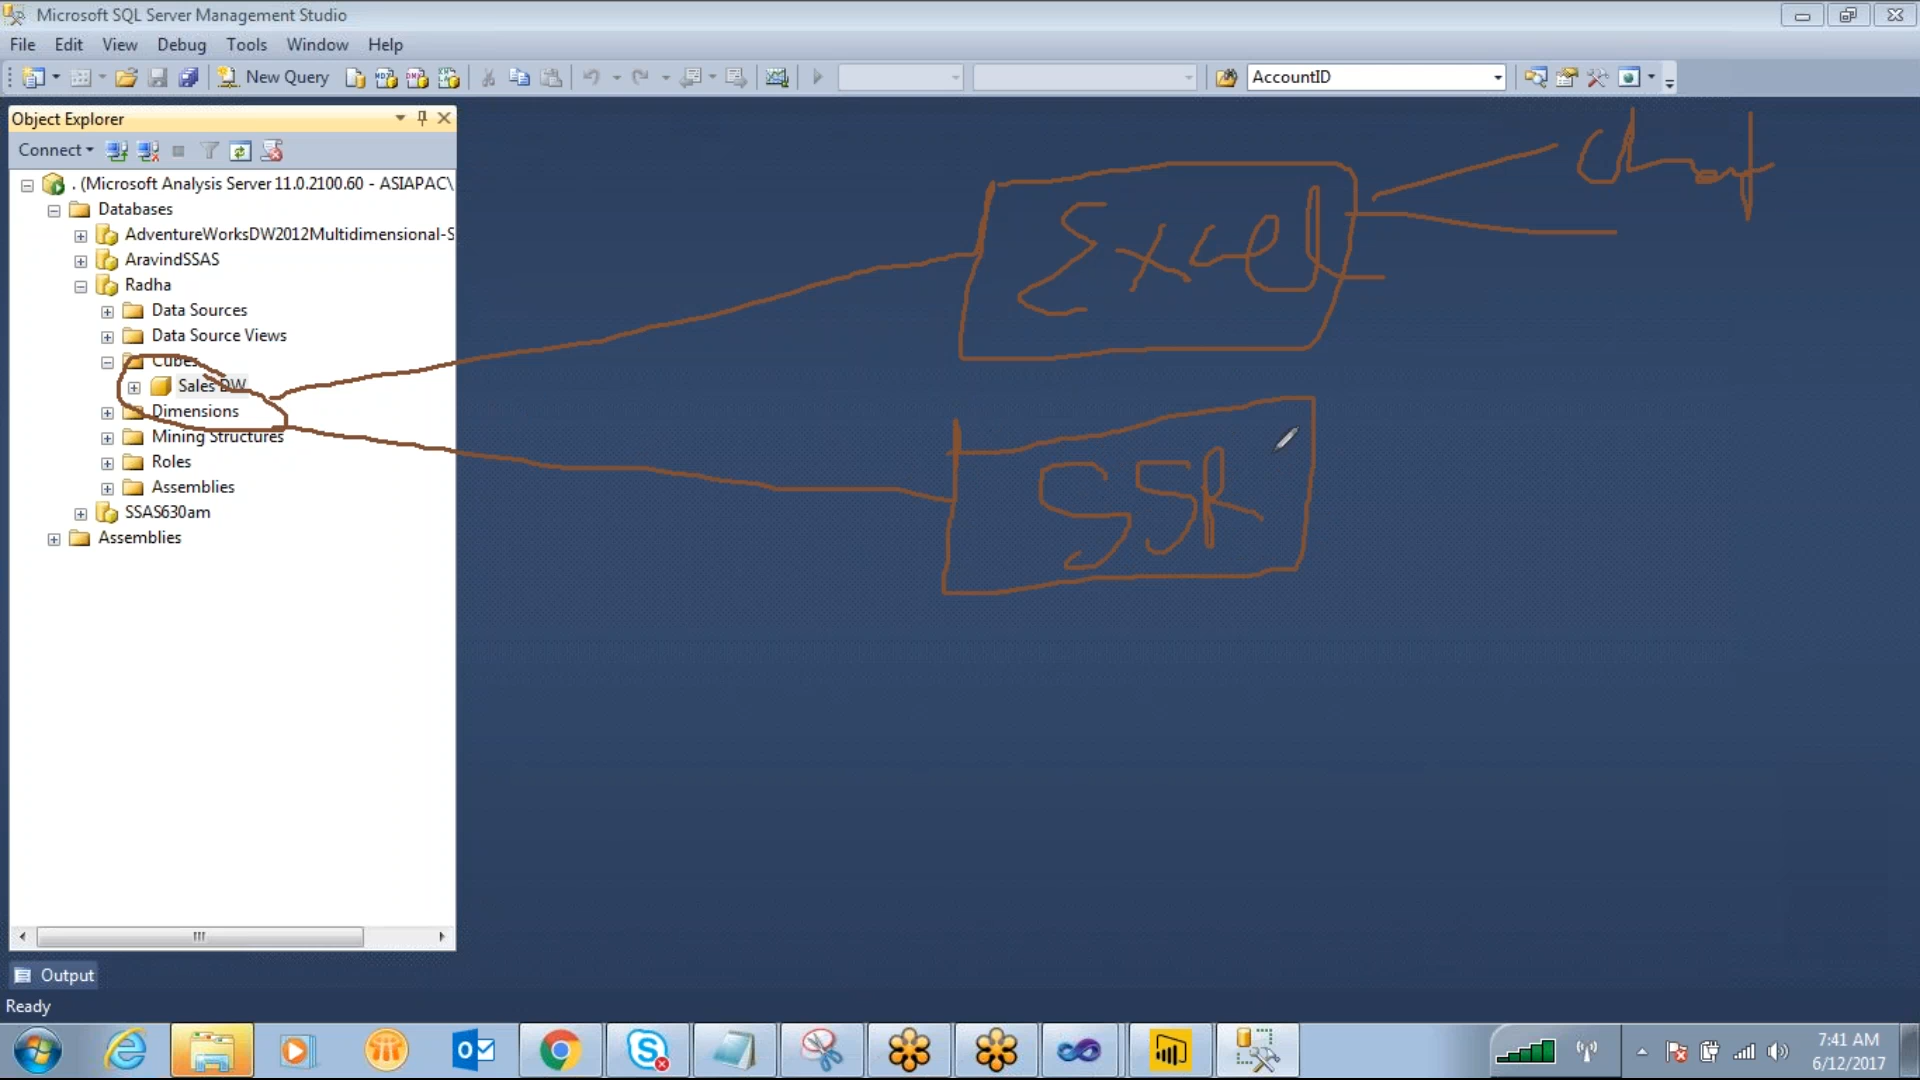 Microsoft SQL Server Management Studio
File Edit View Debug Tools Window Help
New Query
AccountID
Object Explorer
Connect
. (Microsoft Analysis Server 11.0.2100.60 - ASIAPAC\
Databases
AdventureWorksDW2012Multidimensional-S
AravindSSAS
Radha
Data Sources
Data Source Views
Cubes
Sales DW
Dimensions
Mining Structures
Roles
Assemblies
SSAS630am
Assemblies
Excel
SSR
Output
Ready
7:41 AM
6/12/2017